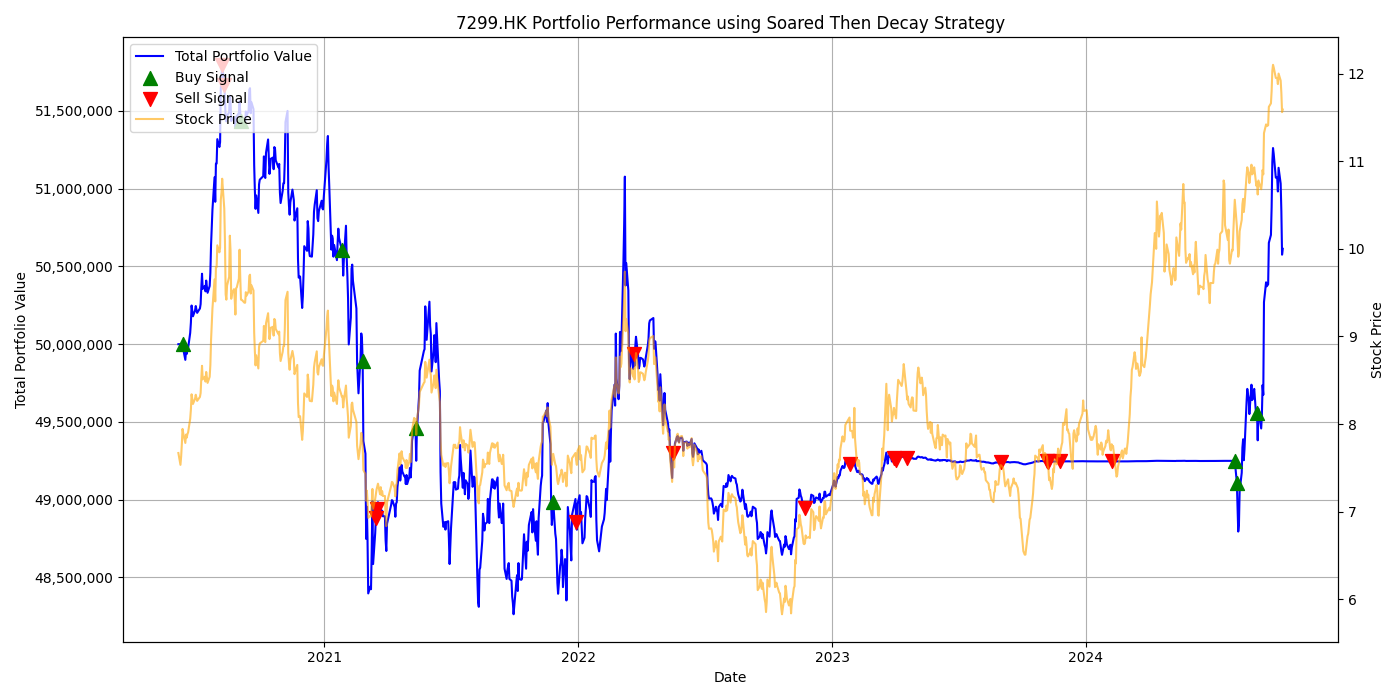 7299.HK Portfolio Performance using Soared Then Decay Strategy
Total Portfolio Value
Buy Signal
Sell Signal
Stock Price
51,500,000
51,000,000
50,500,000
50,000,000
49,500,000
49,000,000
48,500,000
Total Portfolio Value
12
11
10
9
8
7
6
Stock Price
2021
2022
2023
2024
Date